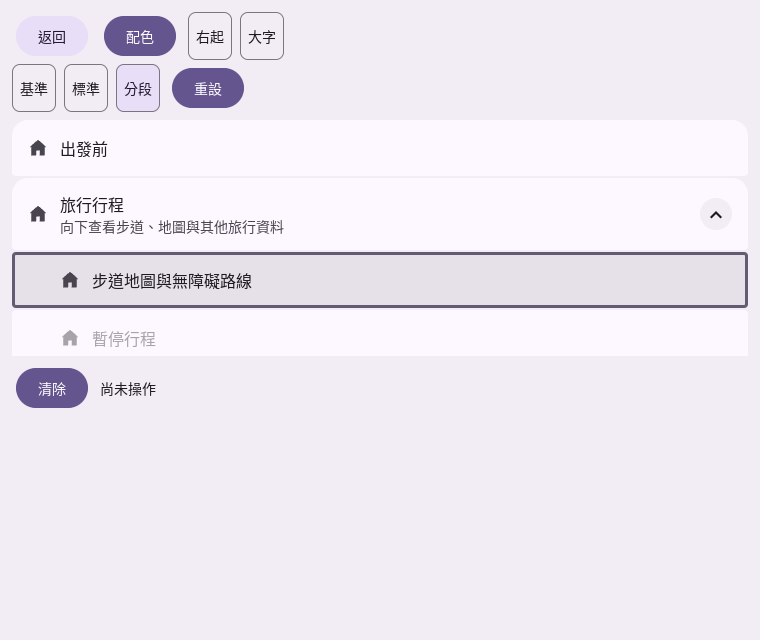 返回 配色 右起 大字
基準 標準 分段 重設
出發前
旅行行程
向下查看步道、地圖與其他旅行資料
步道地圖與無障礙路線
暫停行程
清除 尚未操作